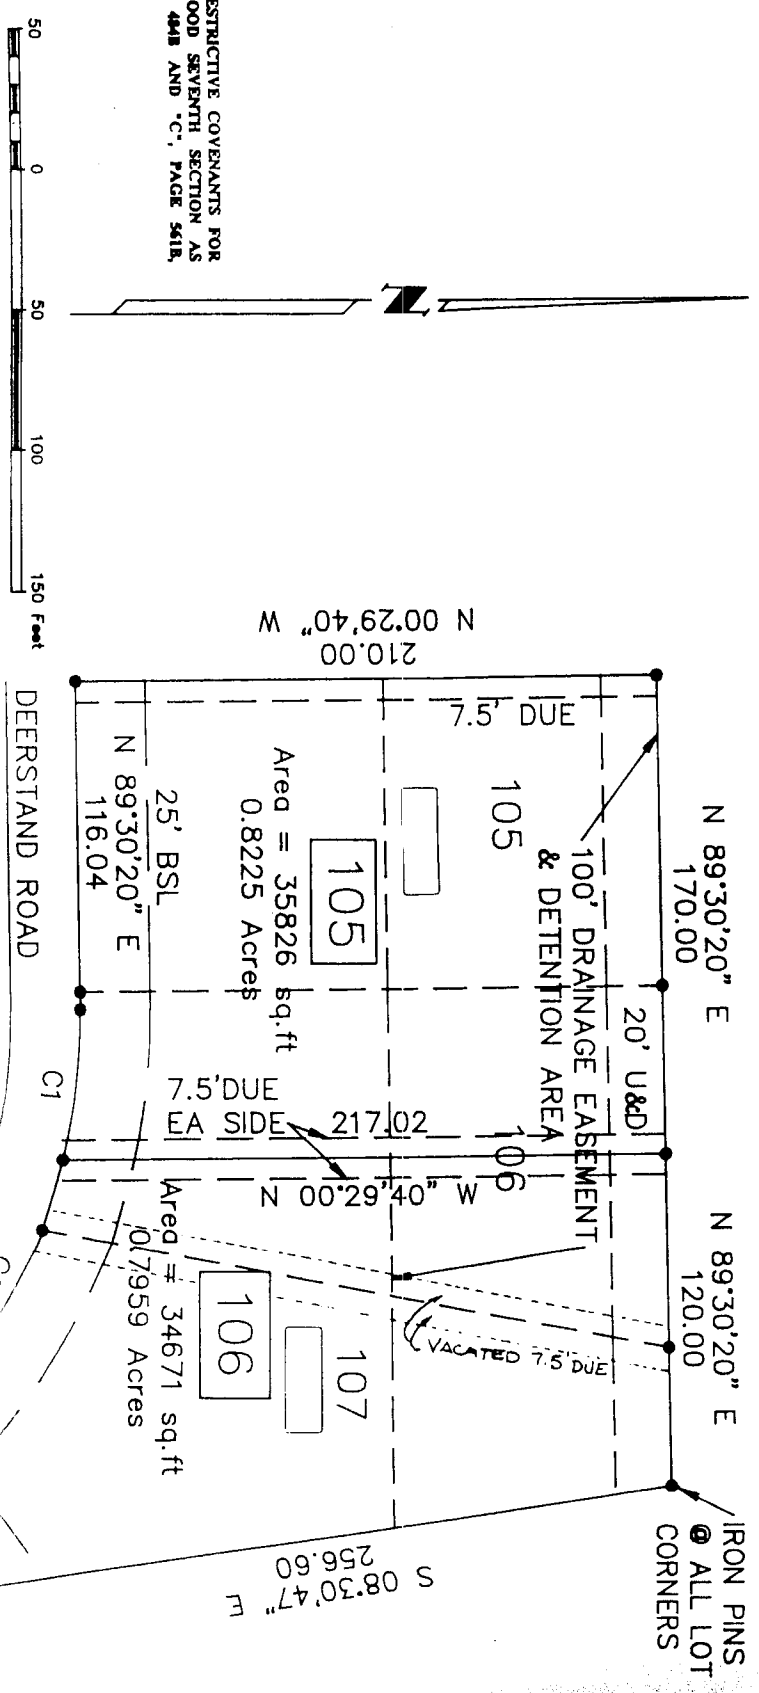 ESTRICTIVE COVENANTS FOR
OOD SEVENTH SECTION AS
484B AND "C", PAGE 561B,
50 0 50 100 150 Feet
N
N 89°30'20" E
170.00
N 89°30'20" E
120.00
IRON PINS
@ ALL LOT
CORNERS
20' U&D
100' DRAINAGE EASEMENT
& DETENTION AREA
N 00°29'40" W
210.00
7.5' DUE
105
106
107
105
Area = 35826 sq.ft
0.8225 Acres
7.5'DUE
EA SIDE
217.02
N 00°29'40" W
VACATED 7.5' DUE
106
Area = 34671 sq.ft
0.7959 Acres
S 08°30'47" E
256.60
25' BSL
N 89°30'20" E
116.04
C1
DEERSTAND ROAD